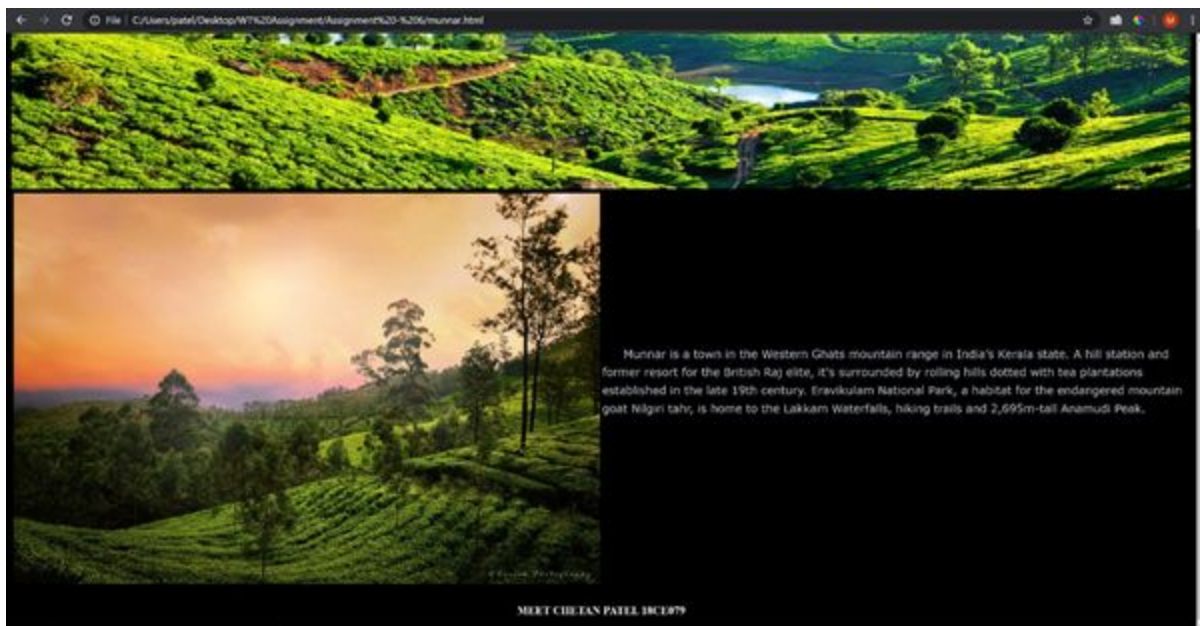 File C:/Users/patel/Desktop/WT%20Assignment/Assignment%20-%206/munnar.html
Munnar is a town in the Western Ghats mountain range in India's Kerala state. A hill station and
former resort for the British Raj elite, it's surrounded by rolling hills dotted with tea plantations
established in the late 19th century. Eravikulam National Park, a habitat for the endangered mountain
goat Nilgiri tahr, is home to the Lakkam Waterfalls, hiking trails and 2,695m-tall Anamudi Peak.
Photography
MEET CHETAN PATEL 18CE079